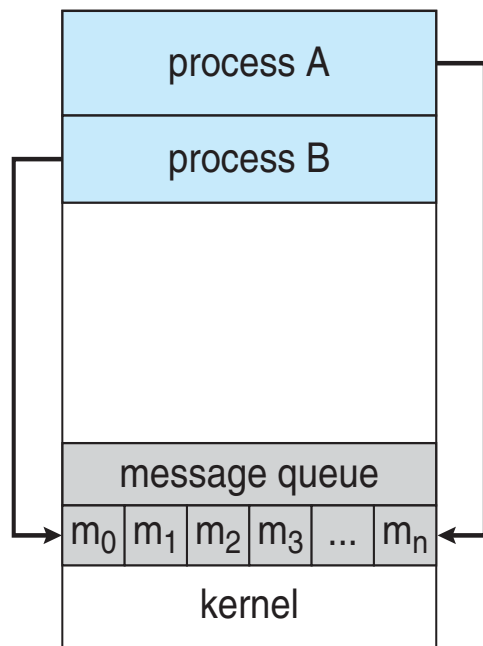 process A
process B
message queue
m₀ m₁ m₂ m₃ ... mₙ
kernel